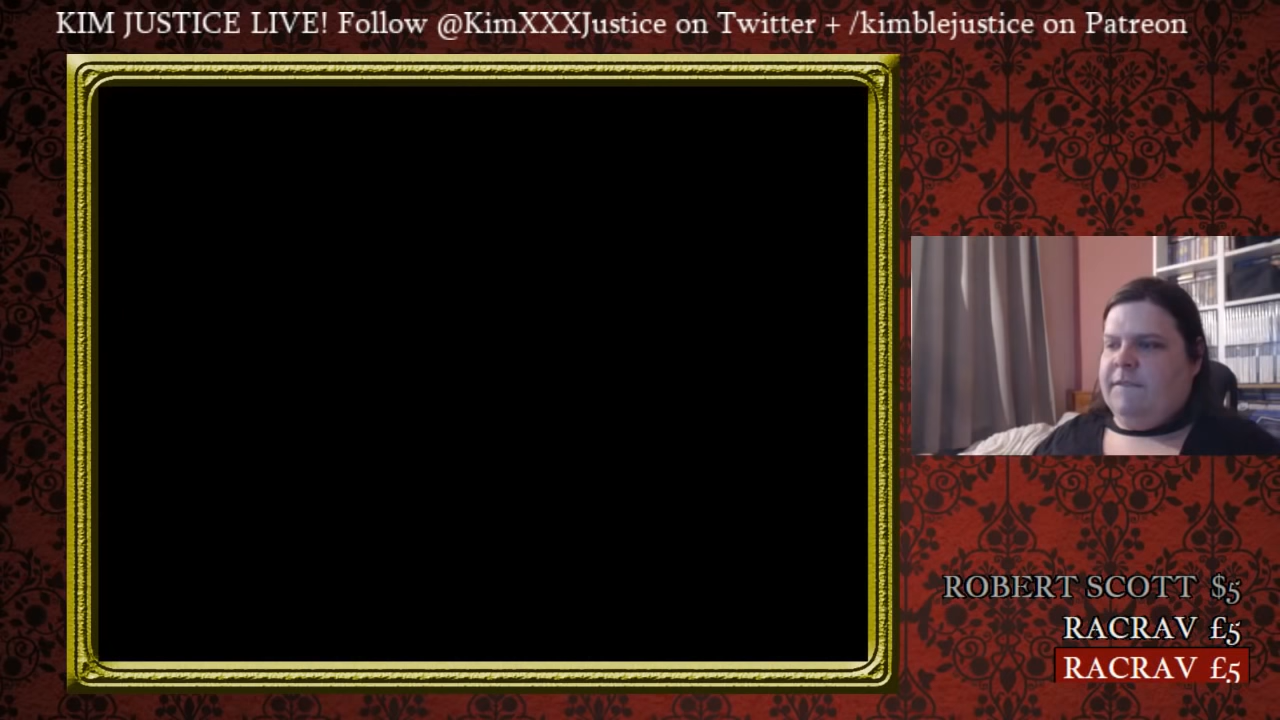 KIM JUSTICE LIVE! Follow @KimXXXJustice on Twitter + /kimblejustice on Patreon
ROBERT SCOTT $5
RACRAV £5
RACRAV £5